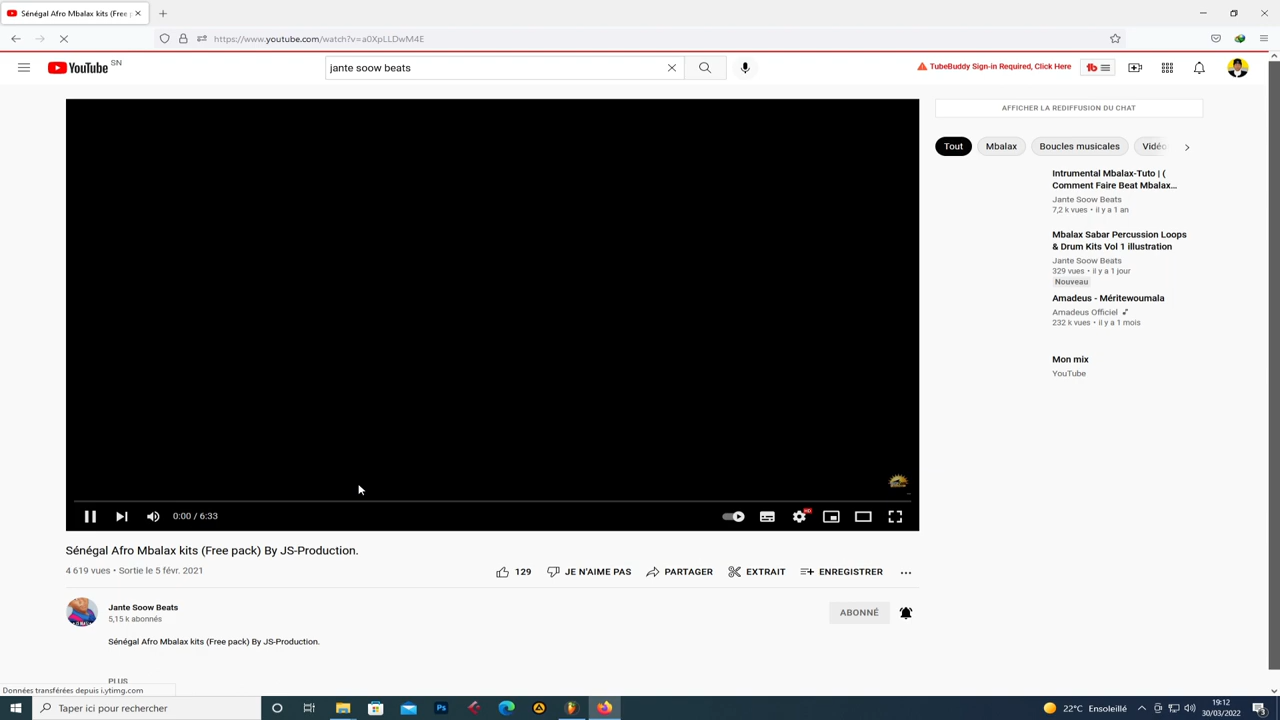 Sénégal Afro Mbalax kits (Free p
https://www.youtube.com/watch?v=a0XpLLDwM4E
YouTube SN
jante soow beats
TubeBuddy Sign-in Required, Click Here
tb
AFFICHER LA REDIFFUSION DU CHAT
Tout
Mbalax
Boucles musicales
Vidéo
Intrumental Mbalax-Tuto | (
Comment Faire Beat Mbalax...
Jante Soow Beats
7,2 k vues • il y a 1 an
Mbalax Sabar Percussion Loops
& Drum Kits Vol 1 illustration
Jante Soow Beats
329 vues • il y a 1 jour
Nouveau
Amadeus - Méritewoumala
Amadeus Officiel
232 k vues • il y a 1 mois
Mon mix
YouTube
0:00 / 6:33
HD
Sénégal Afro Mbalax kits (Free pack) By JS-Production.
4 619 vues • Sortie le 5 févr. 2021
129
JE N'AIME PAS
PARTAGER
EXTRAIT
ENREGISTRER
Jante Soow Beats
5,15 k abonnés
ABONNÉ
Sénégal Afro Mbalax kits (Free pack) By JS-Production.
PLUS
Données transférées depuis i.ytimg.com
Taper ici pour rechercher
Ps
22°C Ensoleillé
19:12
30/03/2022
3